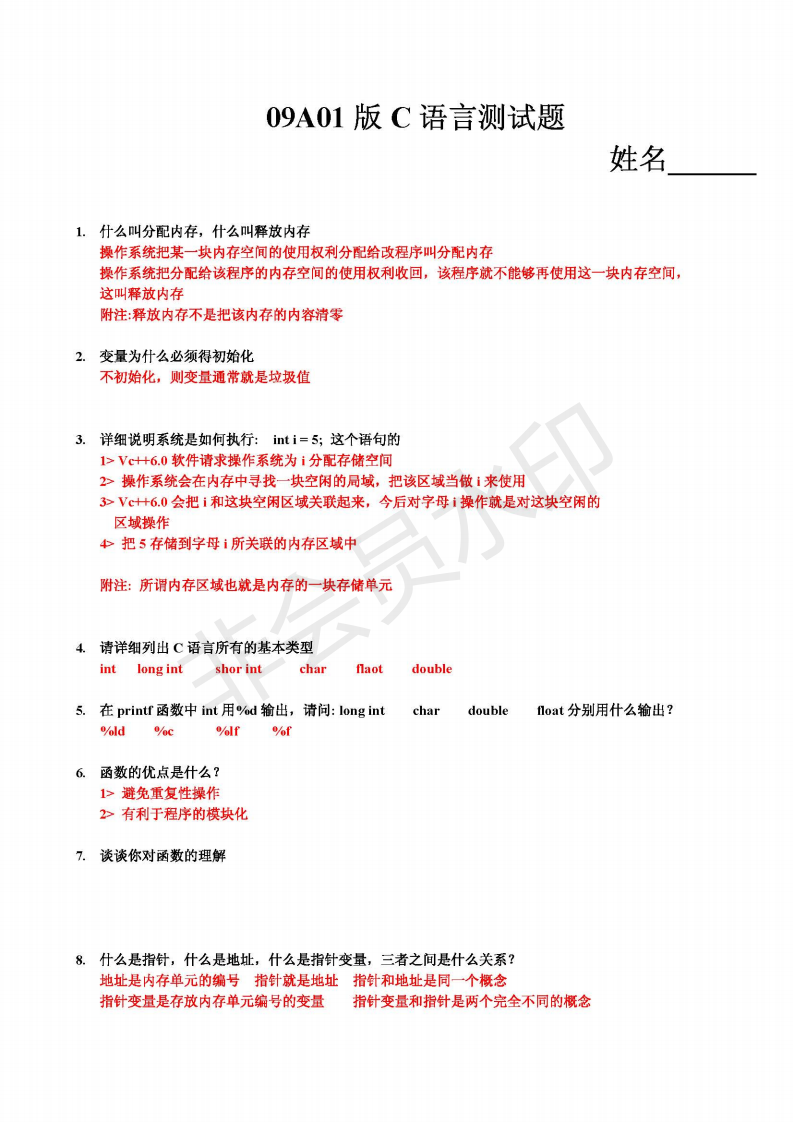 09A01 版 C 语言测试题
姓名______
1. 什么叫分配内存，什么叫释放内存
操作系统把某一块内存空间的使用权利分配给改程序叫分配内存
操作系统把分配给该程序的内存空间的使用权利收回，该程序就不能够再使用这一块内存空间，
这叫释放内存
附注:释放内存不是把该内存的内容清零
2. 变量为什么必须得初始化
不初始化，则变量通常就是垃圾值
3. 详细说明系统是如何执行: int i = 5; 这个语句的
1> Vc++6.0 软件请求操作系统为 i 分配存储空间
2> 操作系统会在内存中寻找一块空闲的局域，把该区域当做 i 来使用
3> Vc++6.0 会把 i 和这块空闲区域关联起来，今后对字母 i 操作就是对这块空闲的
区域操作
4> 把 5 存储到字母 i 所关联的内存区域中
附注: 所谓内存区域也就是内存的一块存储单元
4. 请详细列出 C 语言所有的基本类型
int long int shor int char flaot double
5. 在 printf 函数中 int 用%d 输出，请问: long int char double float 分别用什么输出？
%ld %c %lf %f
6. 函数的优点是什么？
1> 避免重复性操作
2> 有利于程序的模块化
7. 谈谈你对函数的理解
8. 什么是指针，什么是地址，什么是指针变量，三者之间是什么关系？
地址是内存单元的编号 指针就是地址 指针和地址是同一个概念
指针变量是存放内存单元编号的变量 指针变量和指针是两个完全不同的概念
非会员水印